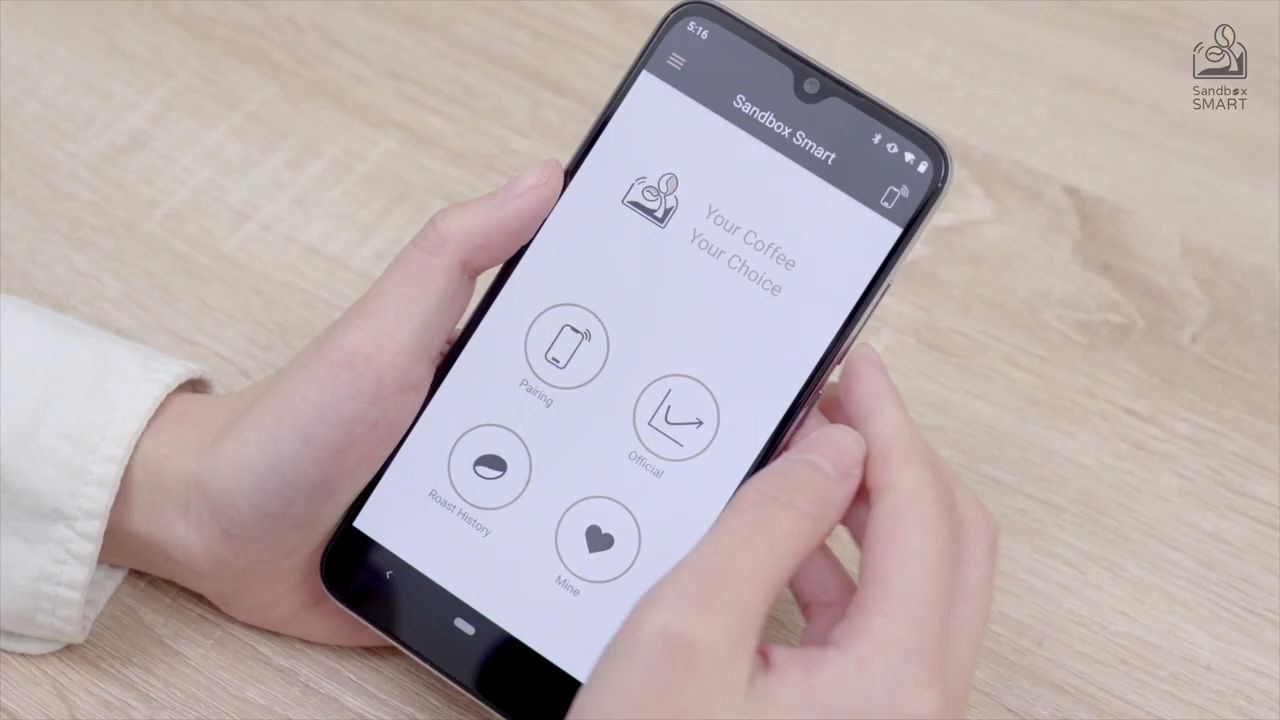 5:16
Sandbox Smart
Your Coffee
Your Choice
Pairing
Official
Roast History
Mine
Sandbox
SMART